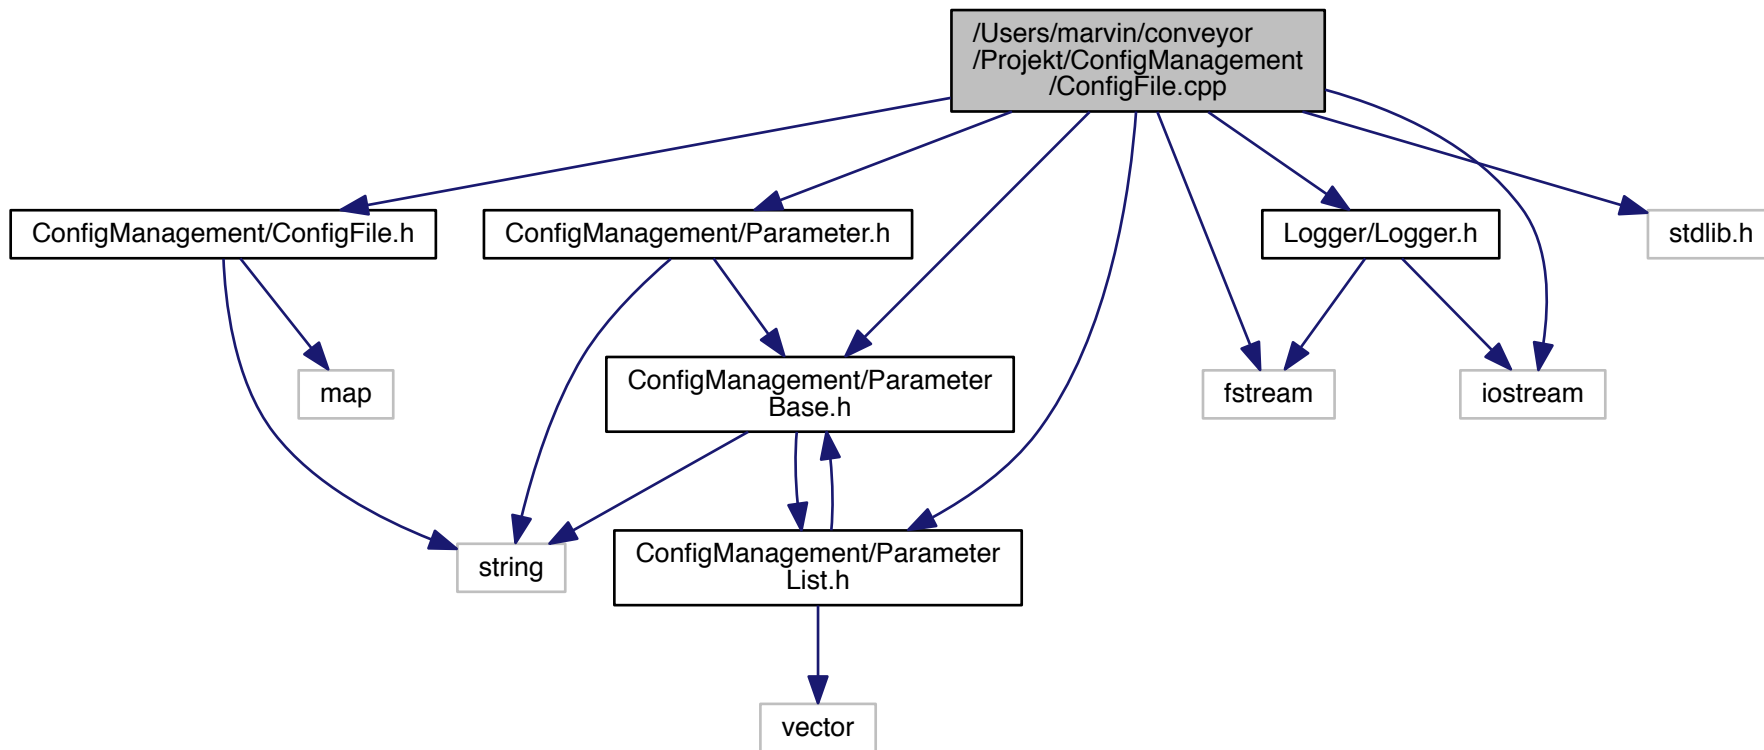 /Users/marvin/conveyor
/Projekt/ConfigManagement
/ConfigFile.cpp
ConfigManagement/ConfigFile.h
ConfigManagement/Parameter.h
Logger/Logger.h
stdlib.h
map
ConfigManagement/Parameter
Base.h
fstream
iostream
string
ConfigManagement/Parameter
List.h
vector